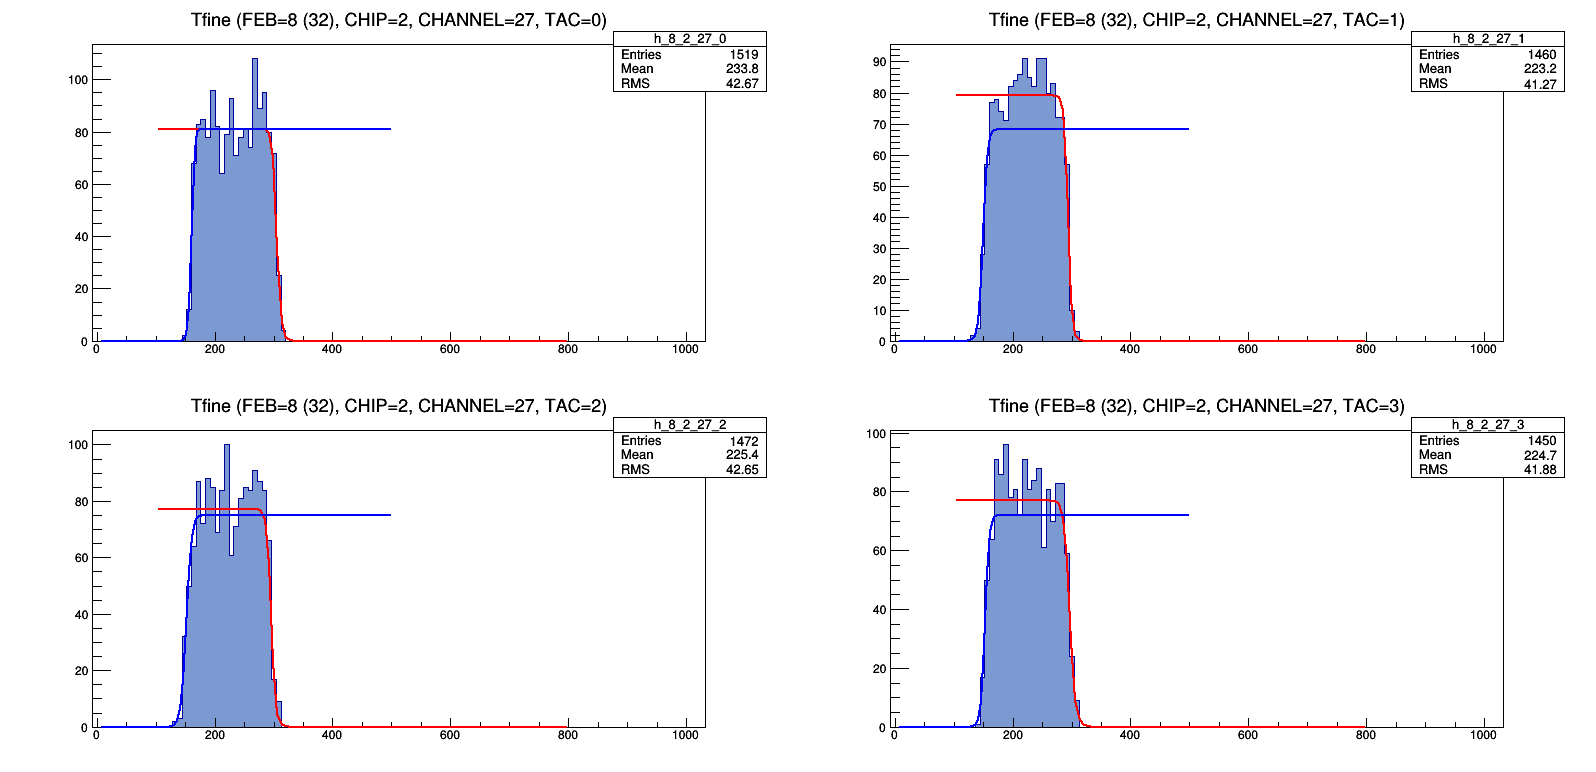 Tfine (FEB=8 (32), CHIP=2, CHANNEL=27, TAC=0)
h_8_2_27_0
Entries 1519
Mean 233.8
RMS 42.67
100
80
60
40
20
0
0 200 400 600 800 1000
Tfine (FEB=8 (32), CHIP=2, CHANNEL=27, TAC=1)
h_8_2_27_1
Entries 1460
Mean 223.2
RMS 41.27
90
80
70
60
50
40
30
20
10
0
0 200 400 600 800 1000
Tfine (FEB=8 (32), CHIP=2, CHANNEL=27, TAC=2)
h_8_2_27_2
Entries 1472
Mean 225.4
RMS 42.65
100
80
60
40
20
0
0 200 400 600 800 1000
Tfine (FEB=8 (32), CHIP=2, CHANNEL=27, TAC=3)
h_8_2_27_3
Entries 1450
Mean 224.7
RMS 41.88
100
80
60
40
20
0
0 200 400 600 800 1000